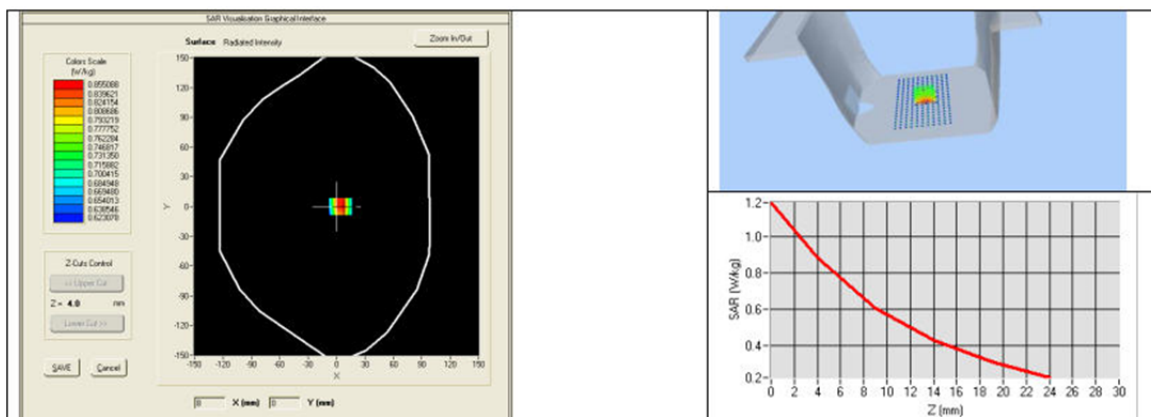 SAR Visualisation Graphical Interface
Surface Radiated Intensity
Zoom In/Out
Colors Scale
(W/kg)
0.855088
0.839621
0.824154
0.808686
0.793219
0.777752
0.762284
0.746817
0.731350
0.715882
0.700415
0.684948
0.669480
0.654013
0.638546
0.623078
150
120
90
60
30
0
-30
-60
-90
-120
-150
Y
-150 -120 -90 -60 -30 0 30 60 90 120 150
X
Z-Cuts Control
<< Upper Cut
Z = 4.0 mm
Lower Cut >>
SAVE Cancel
8 X (mm) 0 Y (mm)
1.2
1.0
0.8
0.6
0.4
0.2
SAR (W/kg)
0 2 4 6 8 10 12 14 16 18 20 22 24 26 28 30
Z (mm)